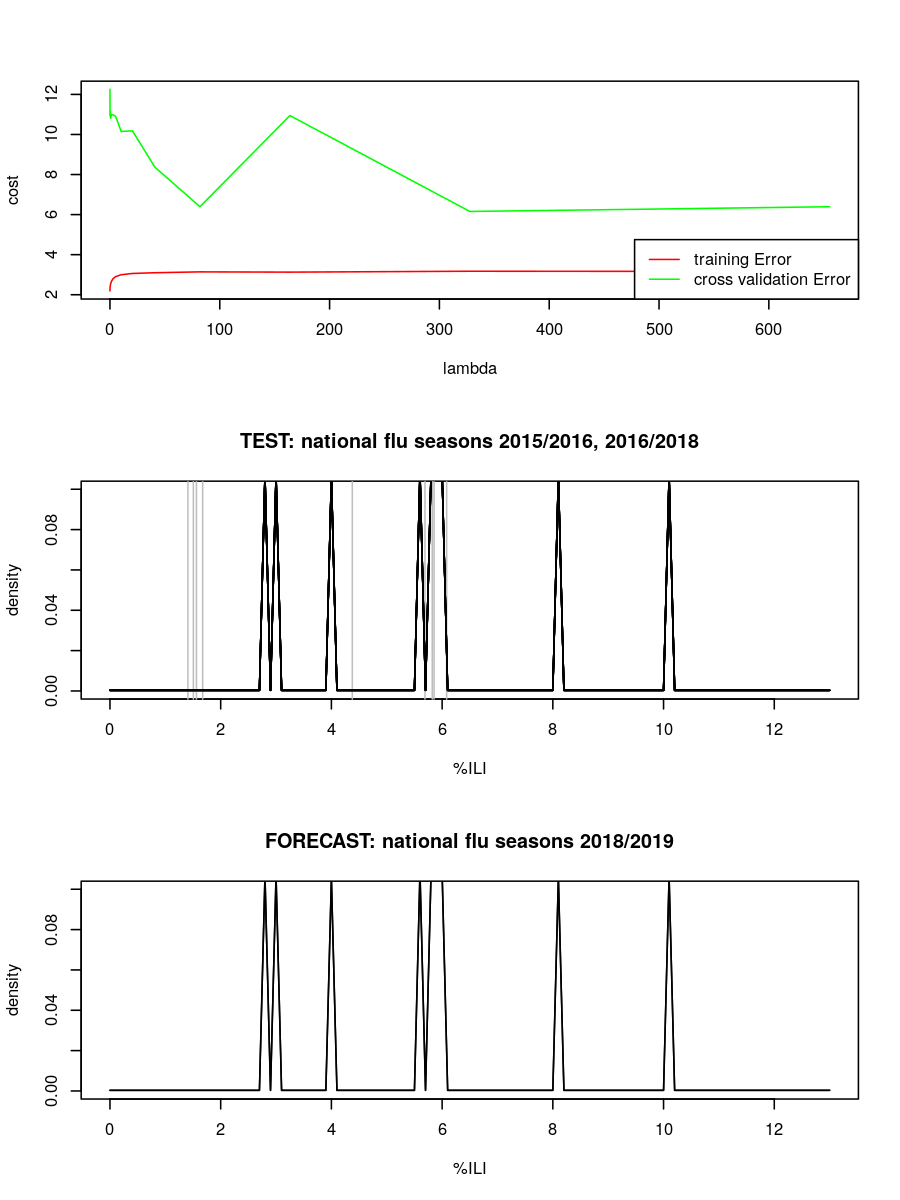 12
10
8
6
4
2
cost
training Error
cross validation Error
0 100 200 300 400 500 600
lambda
TEST: national flu seasons 2015/2016, 2016/2018
0.08
0.04
0.00
density
0 2 4 6 8 10 12
%ILI
FORECAST: national flu seasons 2018/2019
0.08
0.04
0.00
density
0 2 4 6 8 10 12
%ILI